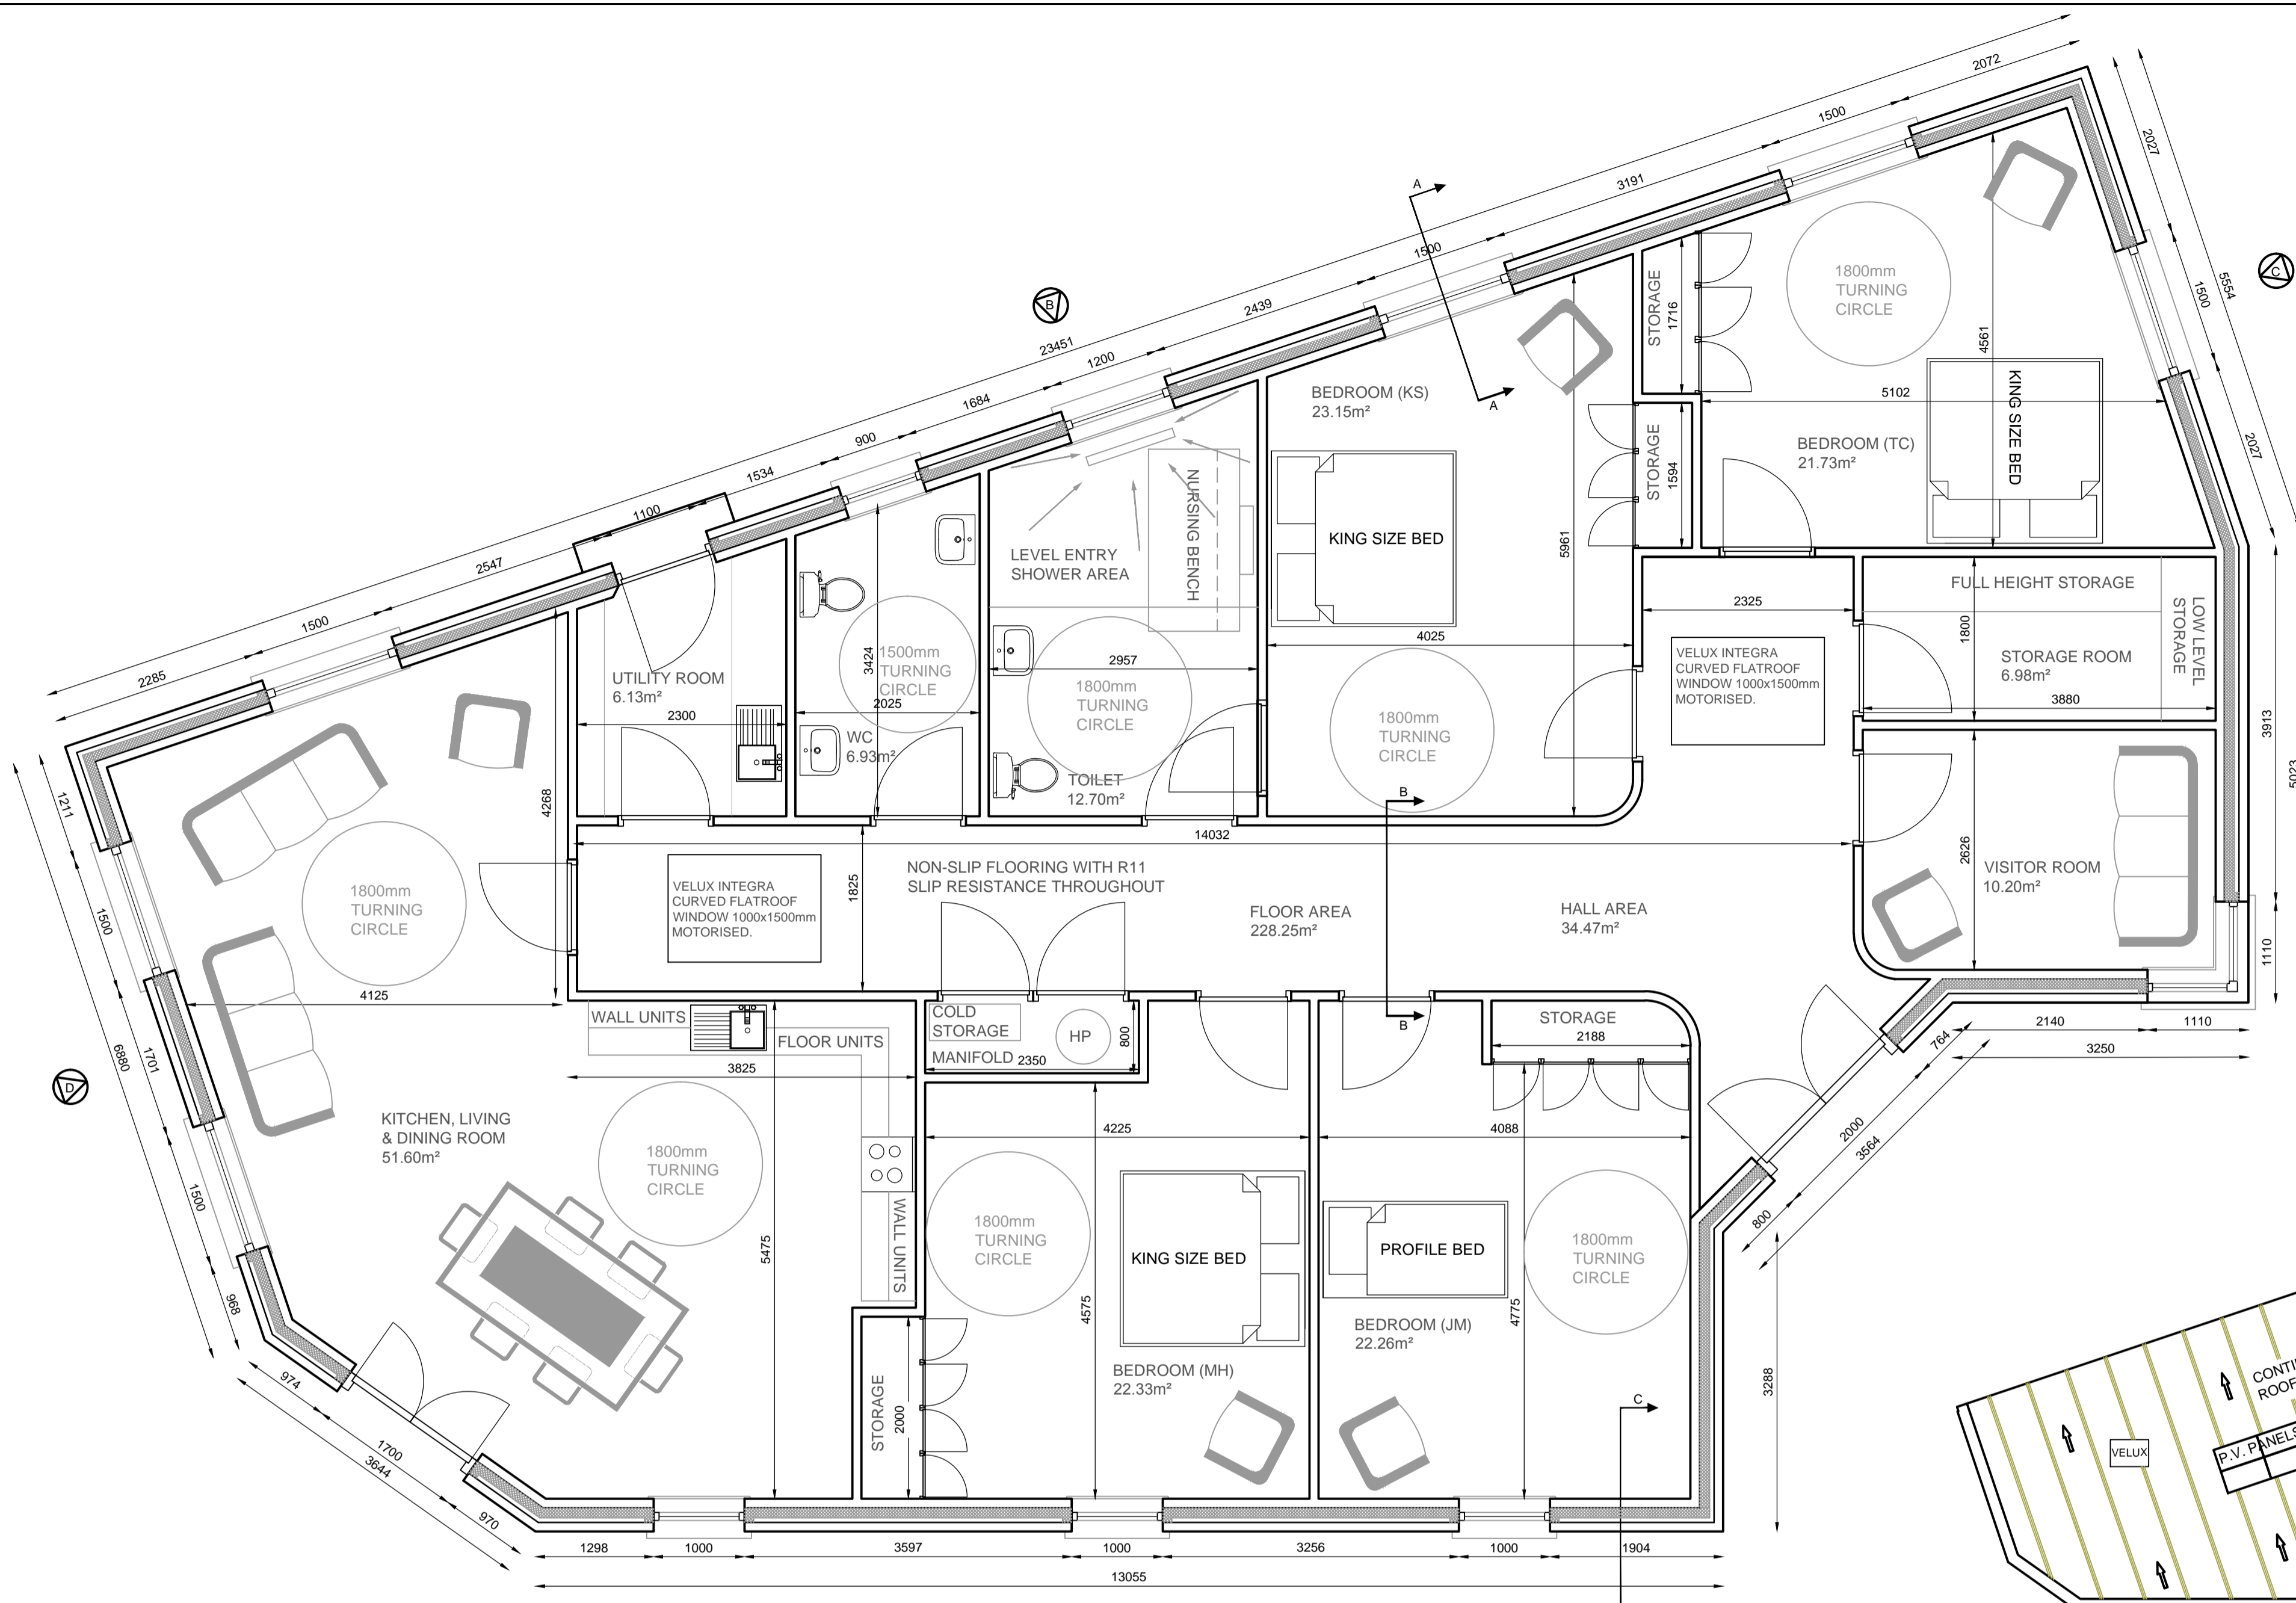 2072
1500
3191
1500
2439
23451
1200
1684
900
1534
1100
2547
1500
2285
2027
1500
5554
2027
3913
5023
1110
A
A
B
C
D
STORAGE
1716
1800mm
TURNING
CIRCLE
4561
5102
KING SIZE BED
BEDROOM (TC)
21.73m²
STORAGE
1594
BEDROOM (KS)
23.15m²
KING SIZE BED
5961
4025
1800mm
TURNING
CIRCLE
NURSING BENCH
LEVEL ENTRY
SHOWER AREA
2957
1800mm
TURNING
CIRCLE
TOILET
12.70m²
3424
1500mm
TURNING
CIRCLE
2025
WC
6.93m²
UTILITY ROOM
6.13m²
2300
4268
2325
VELUX INTEGRA
CURVED FLATROOF
WINDOW 1000x1500mm
MOTORISED.
FULL HEIGHT STORAGE
LOW LEVEL
STORAGE
1800
STORAGE ROOM
6.98m²
3880
2626
VISITOR ROOM
10.20m²
B
B
14032
1825
VELUX INTEGRA
CURVED FLATROOF
WINDOW 1000x1500mm
MOTORISED.
NON-SLIP FLOORING WITH R11
SLIP RESISTANCE THROUGHOUT
FLOOR AREA
228.25m²
HALL AREA
34.47m²
1211
1500
1701
6880
1500
968
1800mm
TURNING
CIRCLE
4125
WALL UNITS
FLOOR UNITS
3825
KITCHEN, LIVING
& DINING ROOM
51.60m²
1800mm
TURNING
CIRCLE
5475
WALL UNITS
COLD
STORAGE
HP
800
MANIFOLD
2350
4225
1800mm
TURNING
CIRCLE
4575
KING SIZE BED
BEDROOM (MH)
22.33m²
STORAGE
2000
STORAGE
2188
4088
PROFILE BED
4775
1800mm
TURNING
CIRCLE
BEDROOM (JM)
22.26m²
C
2140
1110
3250
764
2000
3564
800
3288
974
1700
3644
970
1298
1000
3597
1000
3256
1000
1904
13055
VELUX
P.V. PANELS